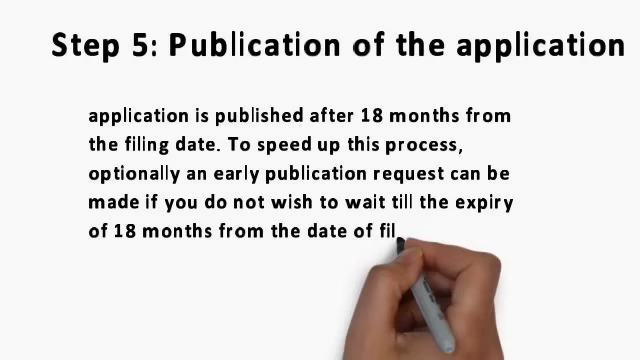 Step 5: Publication of the application
application is published after 18 months from
the filing date. To speed up this process,
optionally an early publication request can be
made if you do not wish to wait till the expiry
of 18 months from the date of fil